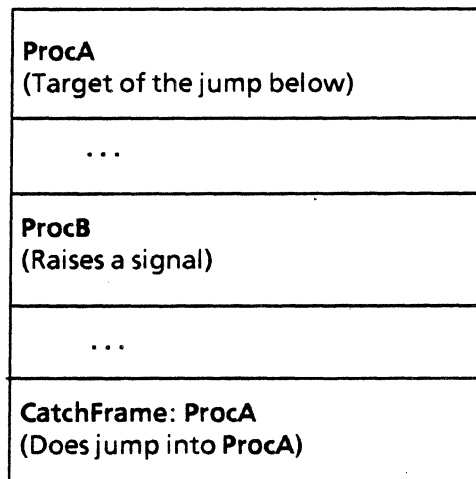 ProcA
(Target of the jump below)
...
ProcB
(Raises a signal)
...
CatchFrame: ProcA
(Does jump into ProcA)